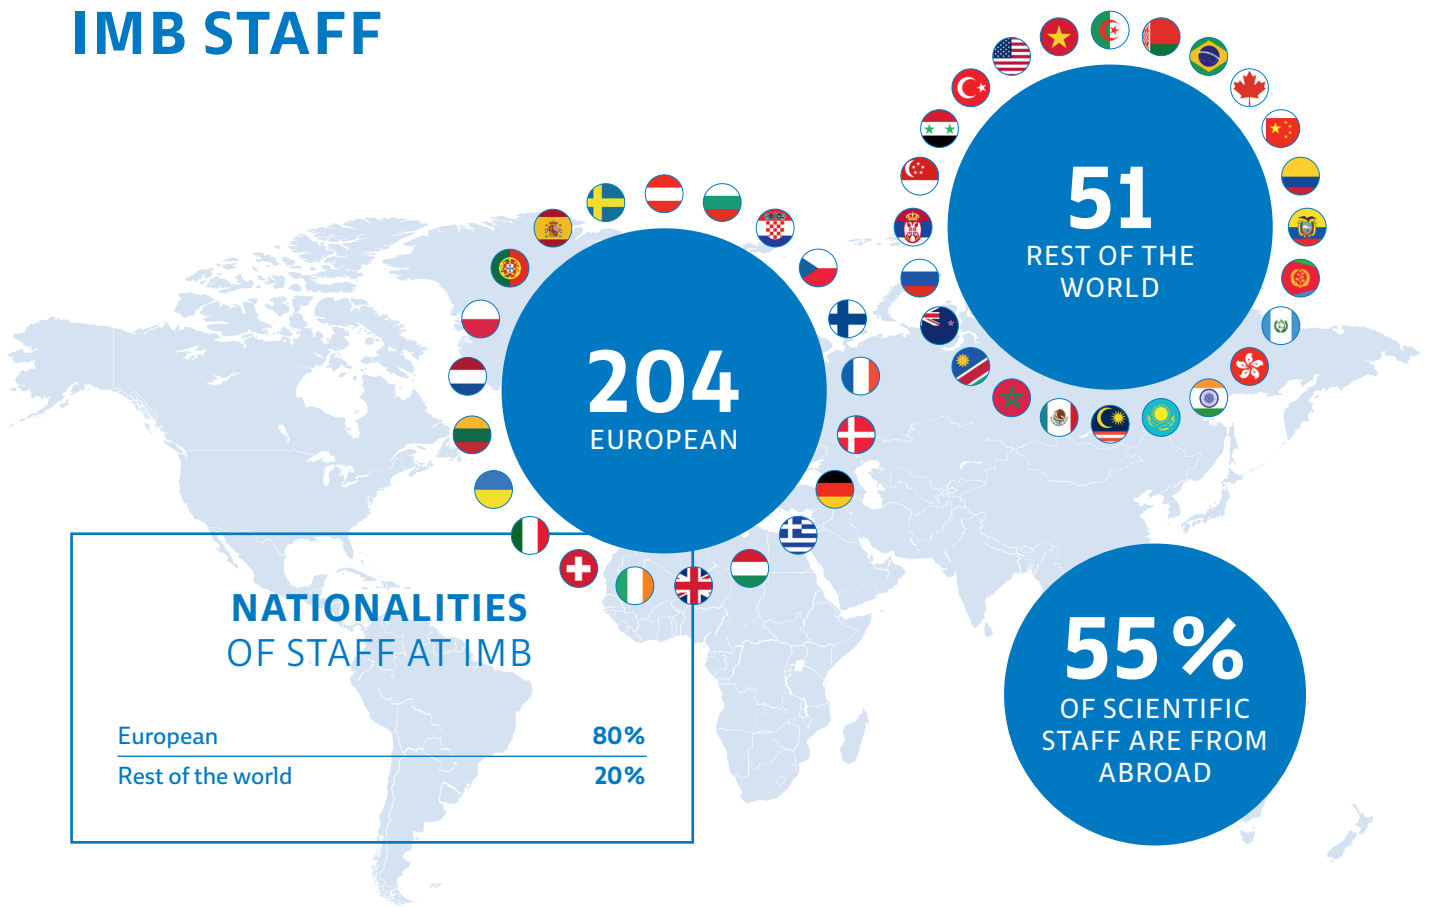 IMB STAFF
51
REST OF THE
WORLD
204
EUROPEAN
NATIONALITIES
OF STAFF AT IMB
European 80%
Rest of the world 20%
55%
OF SCIENTIFIC
STAFF ARE FROM
ABROAD